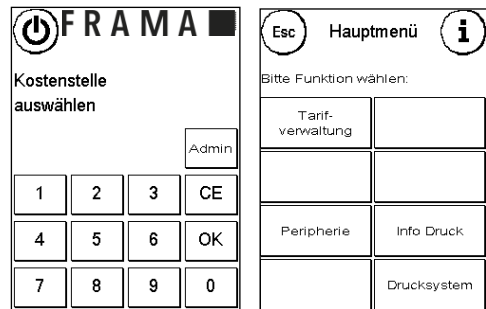 FRAMA
Kostenstelle
auswählen
Admin
1 2 3 CE
4 5 6 OK
7 8 9 0
Esc Hauptmenü i
Bitte Funktion wählen:
Tarif-
verwaltung
Peripherie Info Druck
Drucksystem